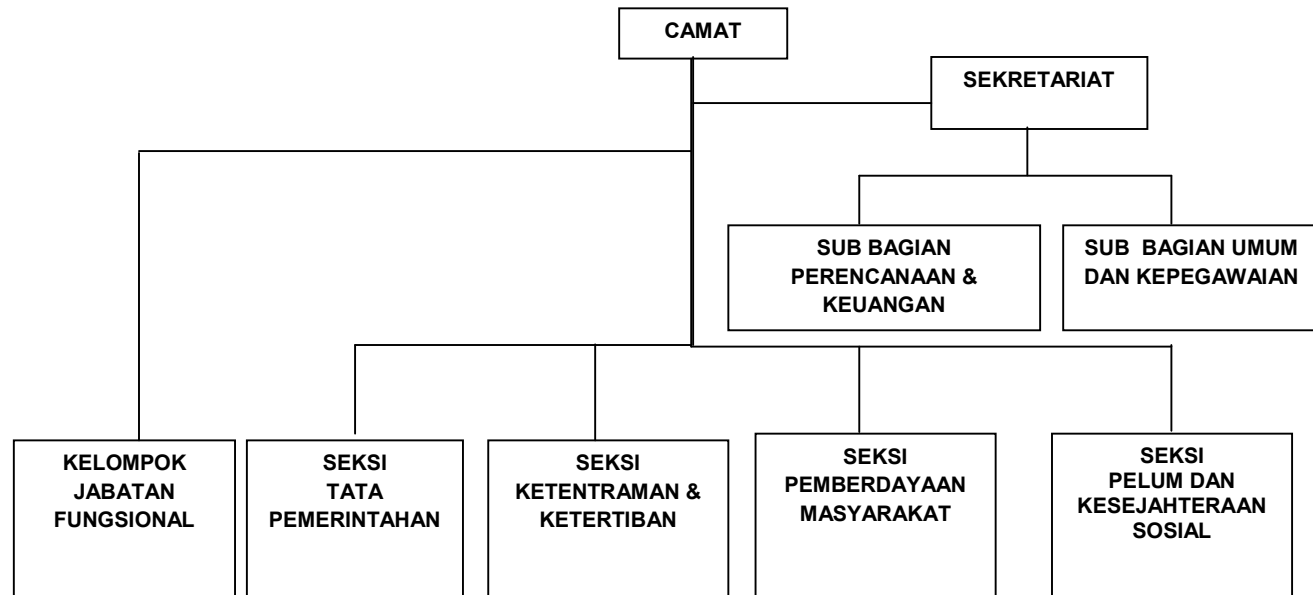 CAMAT
SEKRETARIAT
SUB BAGIAN
PERENCANAAN &
KEUANGAN
SUB BAGIAN UMUM
DAN KEPEGAWAIAN
KELOMPOK
JABATAN
FUNGSIONAL
SEKSI
TATA
PEMERINTAHAN
SEKSI
KETENTRAMAN &
KETERTIBAN
SEKSI
PEMBERDAYAAN
MASYARAKAT
SEKSI
PELUM DAN
KESEJAHTERAAN
SOSIAL